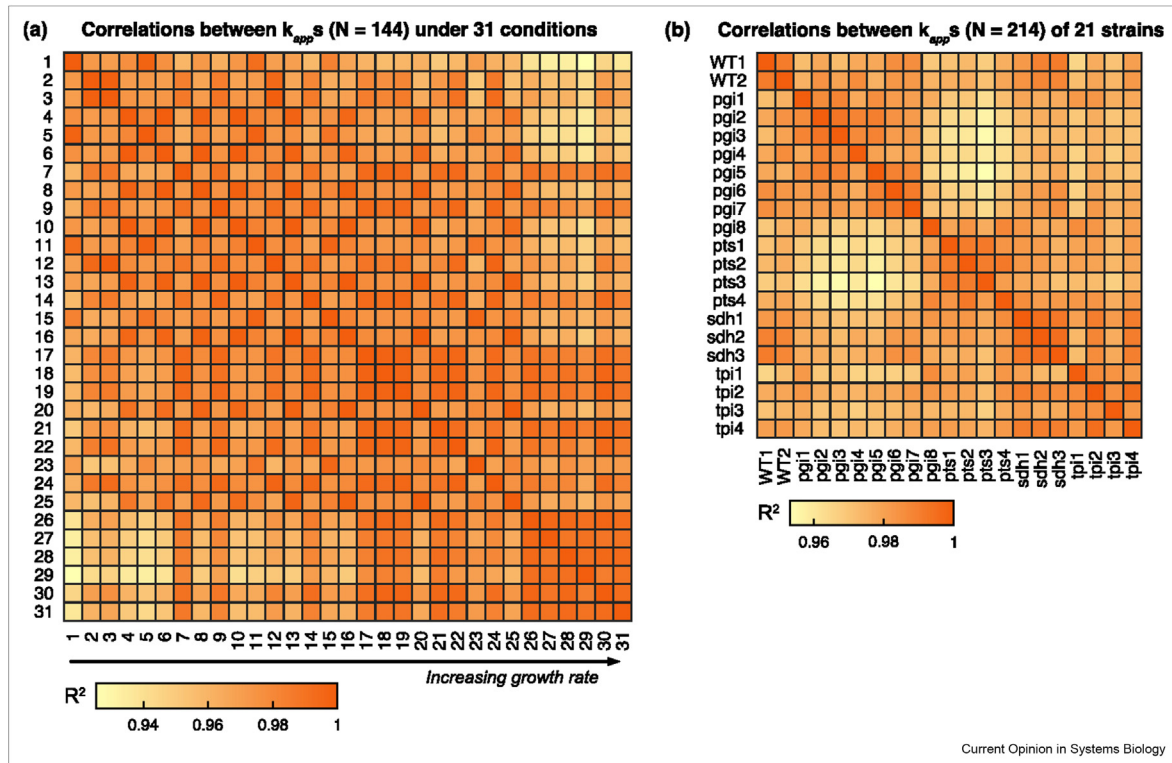 (a) Correlations between kapps (N = 144) under 31 conditions
1
2
3
4
5
6
7
8
9
10
11
12
13
14
15
16
17
18
19
20
21
22
23
24
25
26
27
28
29
30
31
1 2 3 4 5 6 7 8 9 10 11 12 13 14 15 16 17 18 19 20 21 22 23 24 25 26 27 28 29 30 31
Increasing growth rate
R²
0.94 0.96 0.98 1
(b) Correlations between kapps (N = 214) of 21 strains
WT1
WT2
pgi1
pgi2
pgi3
pgi4
pgi5
pgi6
pgi7
pgi8
pts1
pts2
pts3
pts4
sdh1
sdh2
sdh3
tpi1
tpi2
tpi3
tpi4
WT1 WT2 pgi1 pgi2 pgi3 pgi4 pgi5 pgi6 pgi7 pgi8 pts1 pts2 pts3 pts4 sdh1 sdh2 sdh3 tpi1 tpi2 tpi3 tpi4
R²
0.96 0.98 1
Current Opinion in Systems Biology